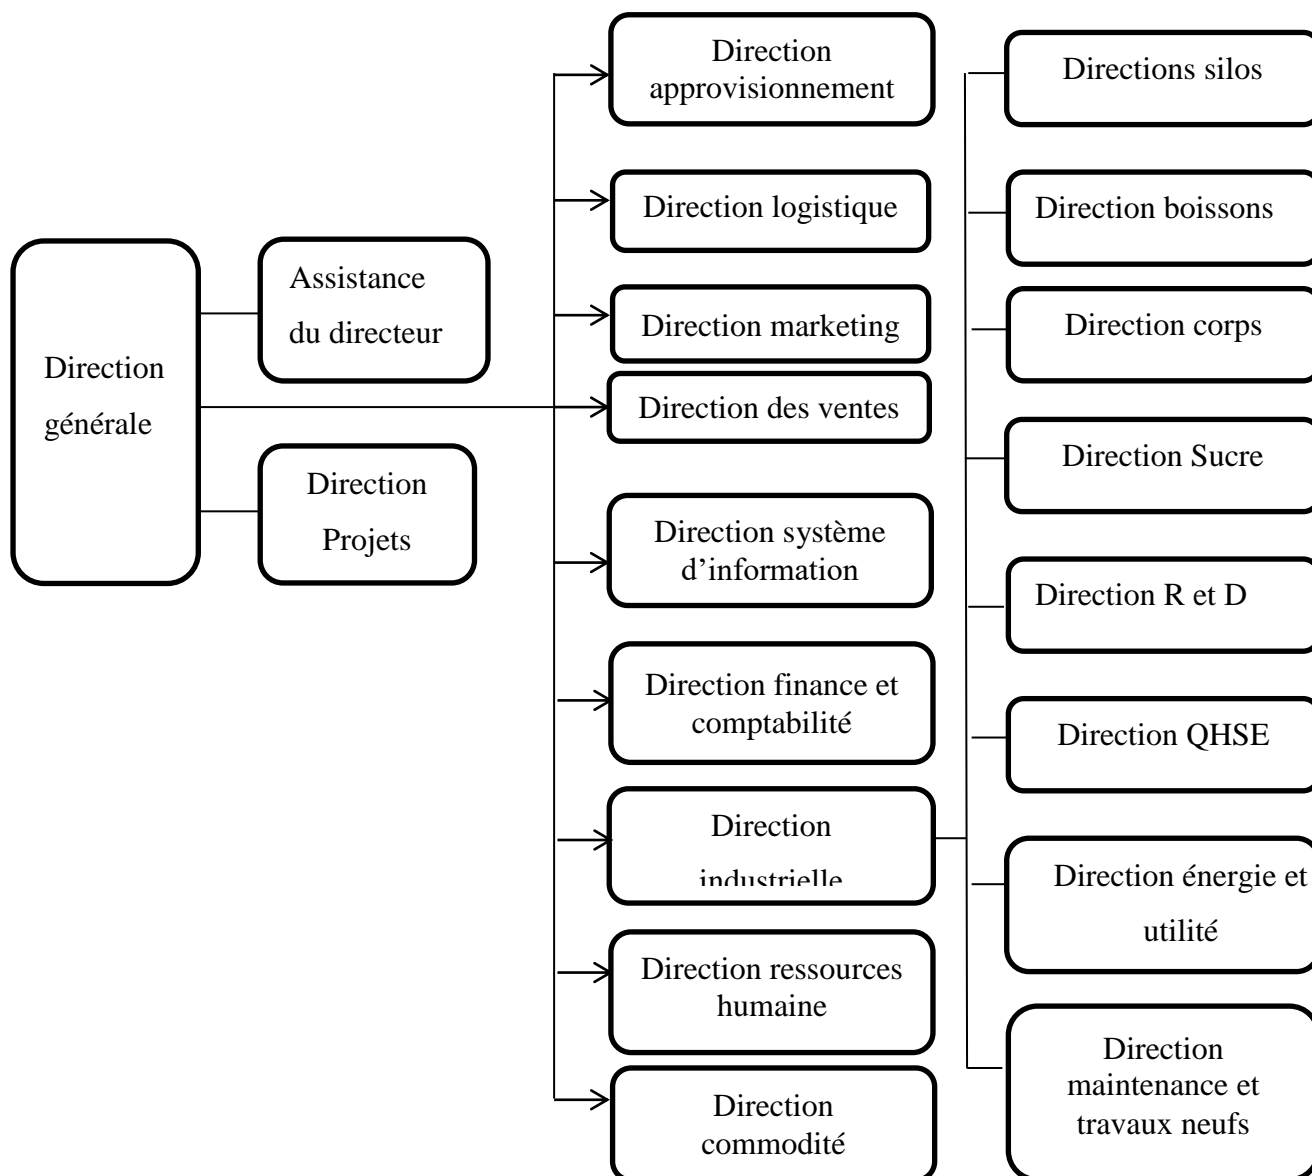 Direction
générale
Assistance
du directeur
Direction
Projets
Direction
approvisionnement
Direction logistique
Direction marketing
Direction des ventes
Direction système
d’information
Direction finance et
comptabilité
Direction
industrielle
Direction ressources
humaine
Direction
commodité
Directions silos
Direction boissons
Direction corps
Direction Sucre
Direction R et D
Direction QHSE
Direction énergie et
utilité
Direction
maintenance et
travaux neufs